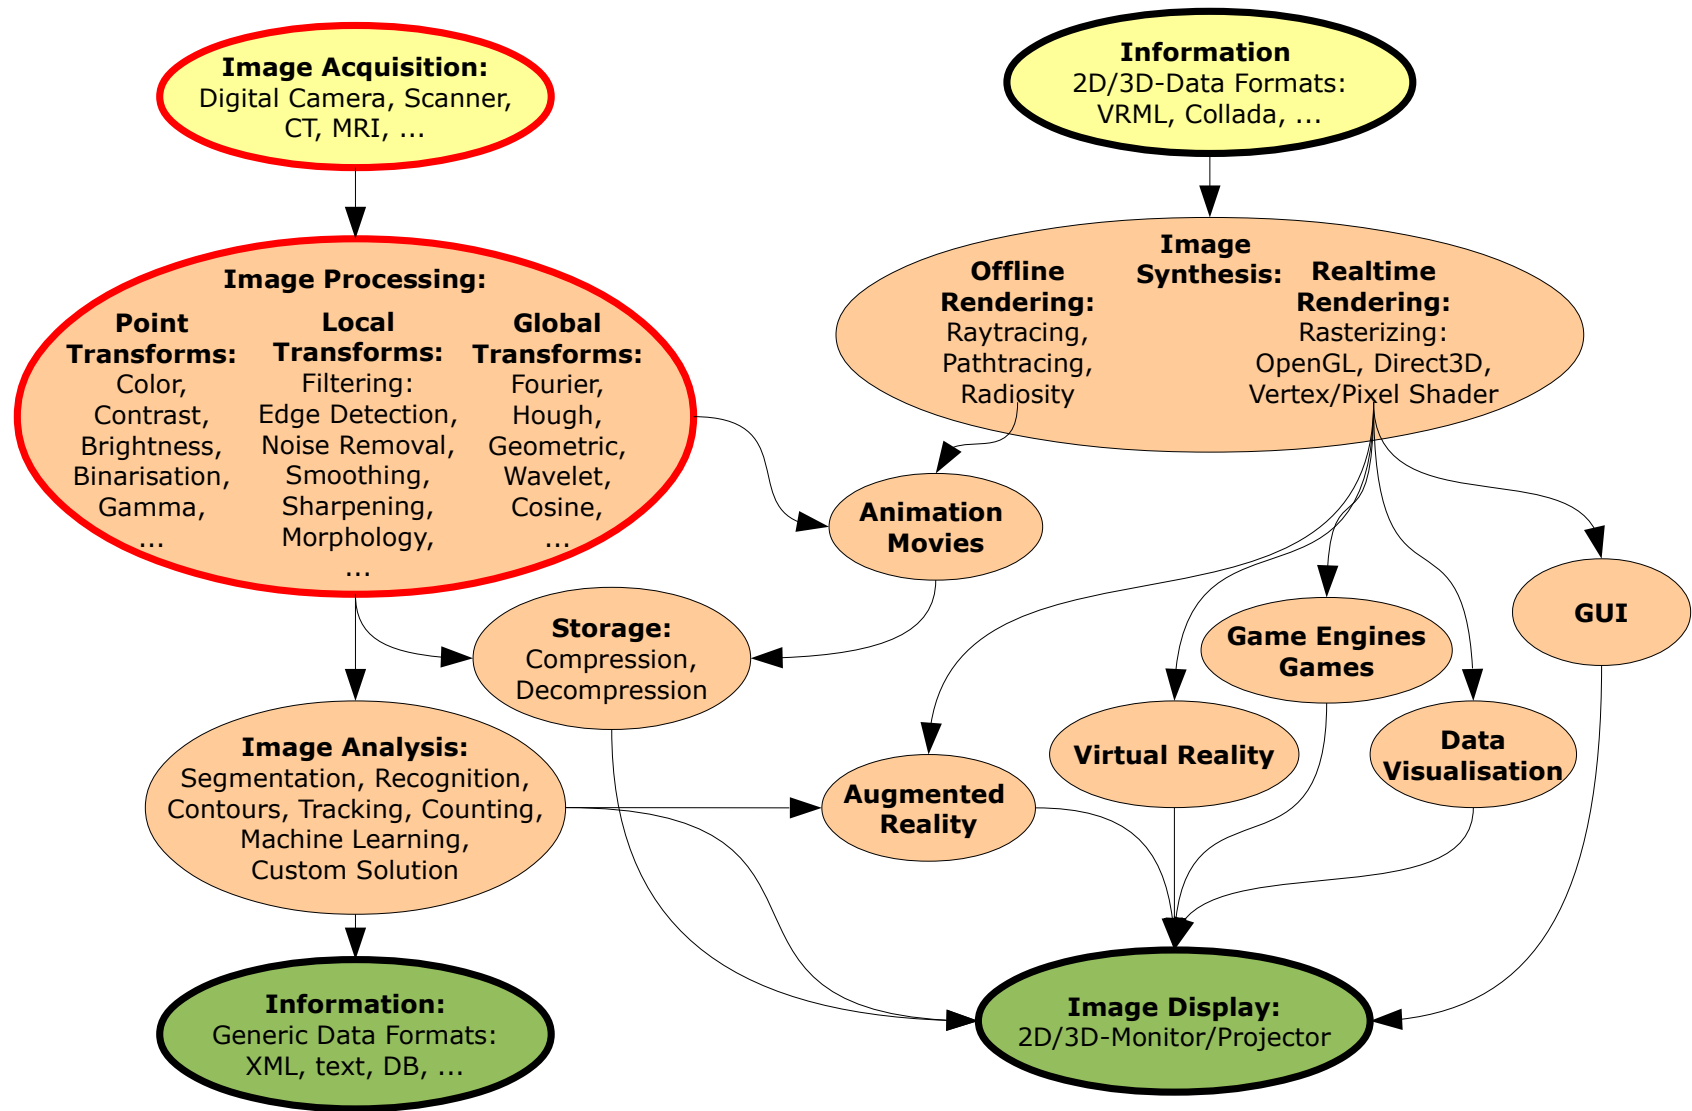 Image Acquisition:
Digital Camera, Scanner,
CT, MRI, ...
Information
2D/3D-Data Formats:
VRML, Collada, ...
Image Processing:
Point
Transforms:
Color,
Contrast,
Brightness,
Binarisation,
Gamma,
...
Local
Transforms:
Filtering:
Edge Detection,
Noise Removal,
Smoothing,
Sharpening,
Morphology,
...
Global
Transforms:
Fourier,
Hough,
Geometric,
Wavelet,
Cosine,
...
Image
Synthesis:
Offline
Rendering:
Raytracing,
Pathtracing,
Radiosity
Realtime
Rendering:
Rasterizing:
OpenGL, Direct3D,
Vertex/Pixel Shader
Animation
Movies
Storage:
Compression,
Decompression
Game Engines
Games
GUI
Image Analysis:
Segmentation, Recognition,
Contours, Tracking, Counting,
Machine Learning,
Custom Solution
Augmented
Reality
Virtual Reality
Data
Visualisation
Information:
Generic Data Formats:
XML, text, DB, ...
Image Display:
2D/3D-Monitor/Projector